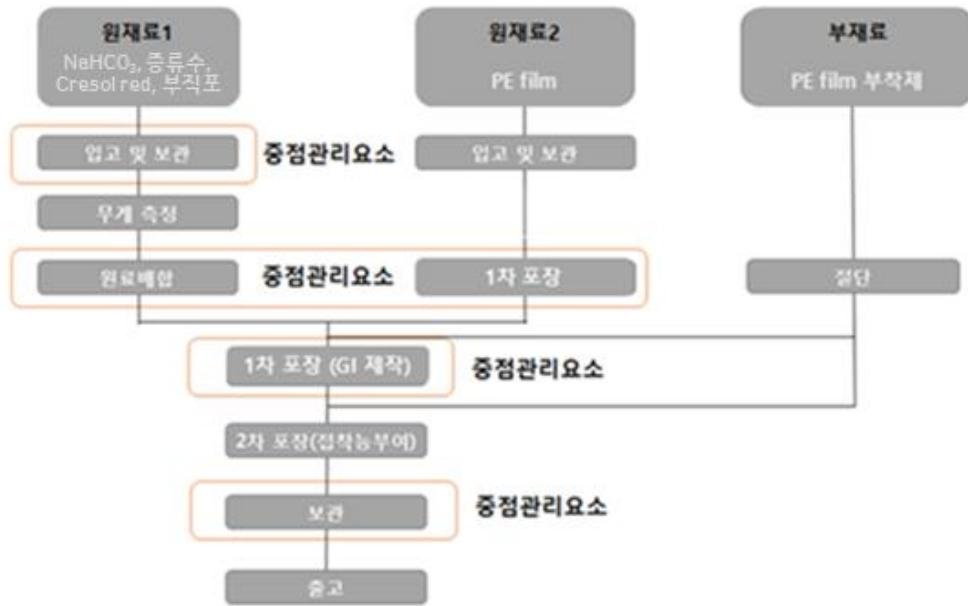 원재료1
NaHCO₃, 증류수,
Cresol red, 부직포
원재료2
PE film
부재료
PE film 부착제
입고 및 보관
중점관리요소
입고 및 보관
무게 측정
원료배합
중점관리요소
1차 포장
절단
1차 포장 (GI 제작)
중점관리요소
2차 포장(접착능부여)
보관
중점관리요소
출고